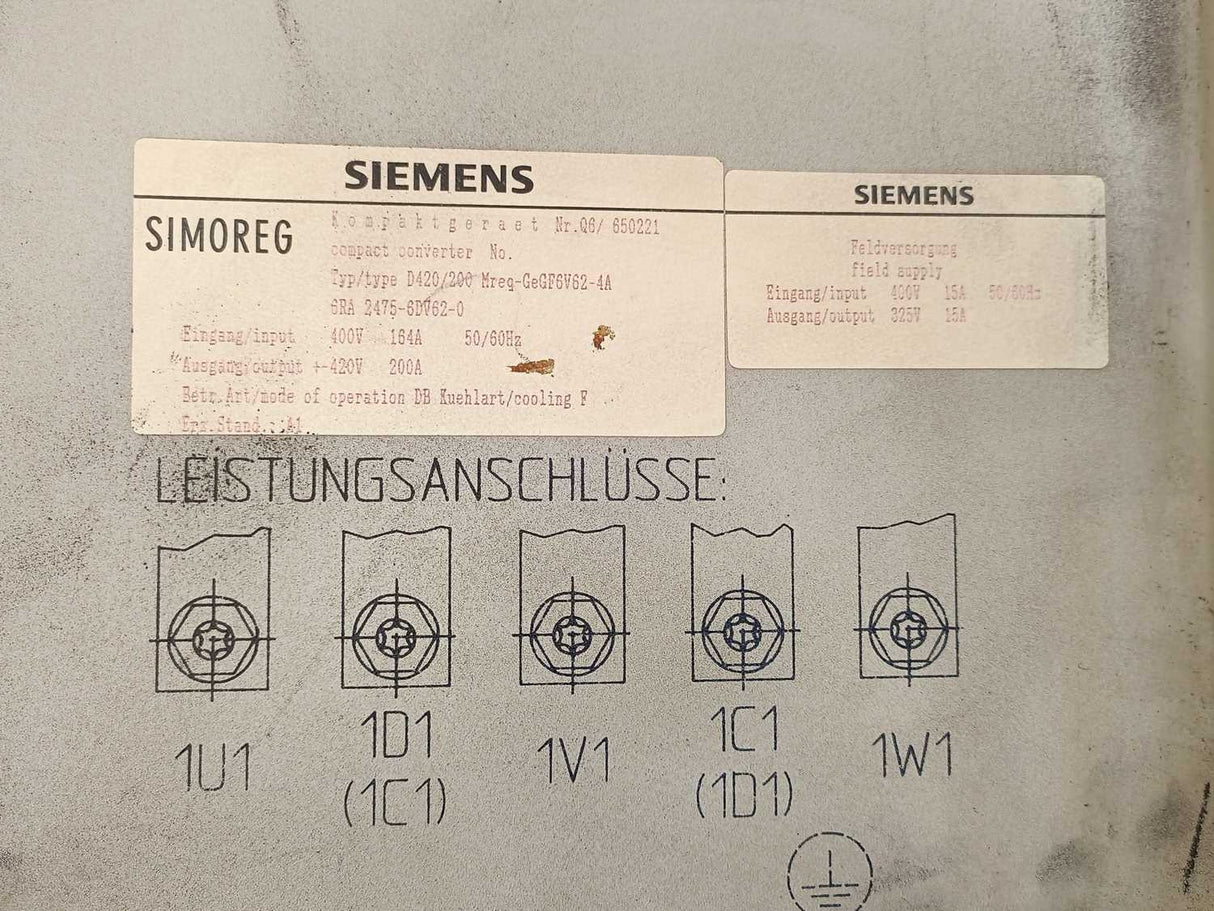 SIEMENS
SIMOREG
Kompaktgeraet Nr.Q6/ 650221
compact converter No.
Typ/type D420/200 Mreq-GeGF6V62-4A
6RA 2475-6DV62-0
Eingang/input 400V 164A 50/60Hz
Ausgang/output +-420V 200A
Betr.Art/mode of operation DB Kuehlart/cooling F
Erz.Stand.: A1
SIEMENS
Feldversorgung
field supply
Eingang/input 400V 15A 50/60Hz
Ausgang/output 325V 15A
LEISTUNGSANSCHLÜSSE:
1U1
1D1
(1C1)
1V1
1C1
(1D1)
1W1